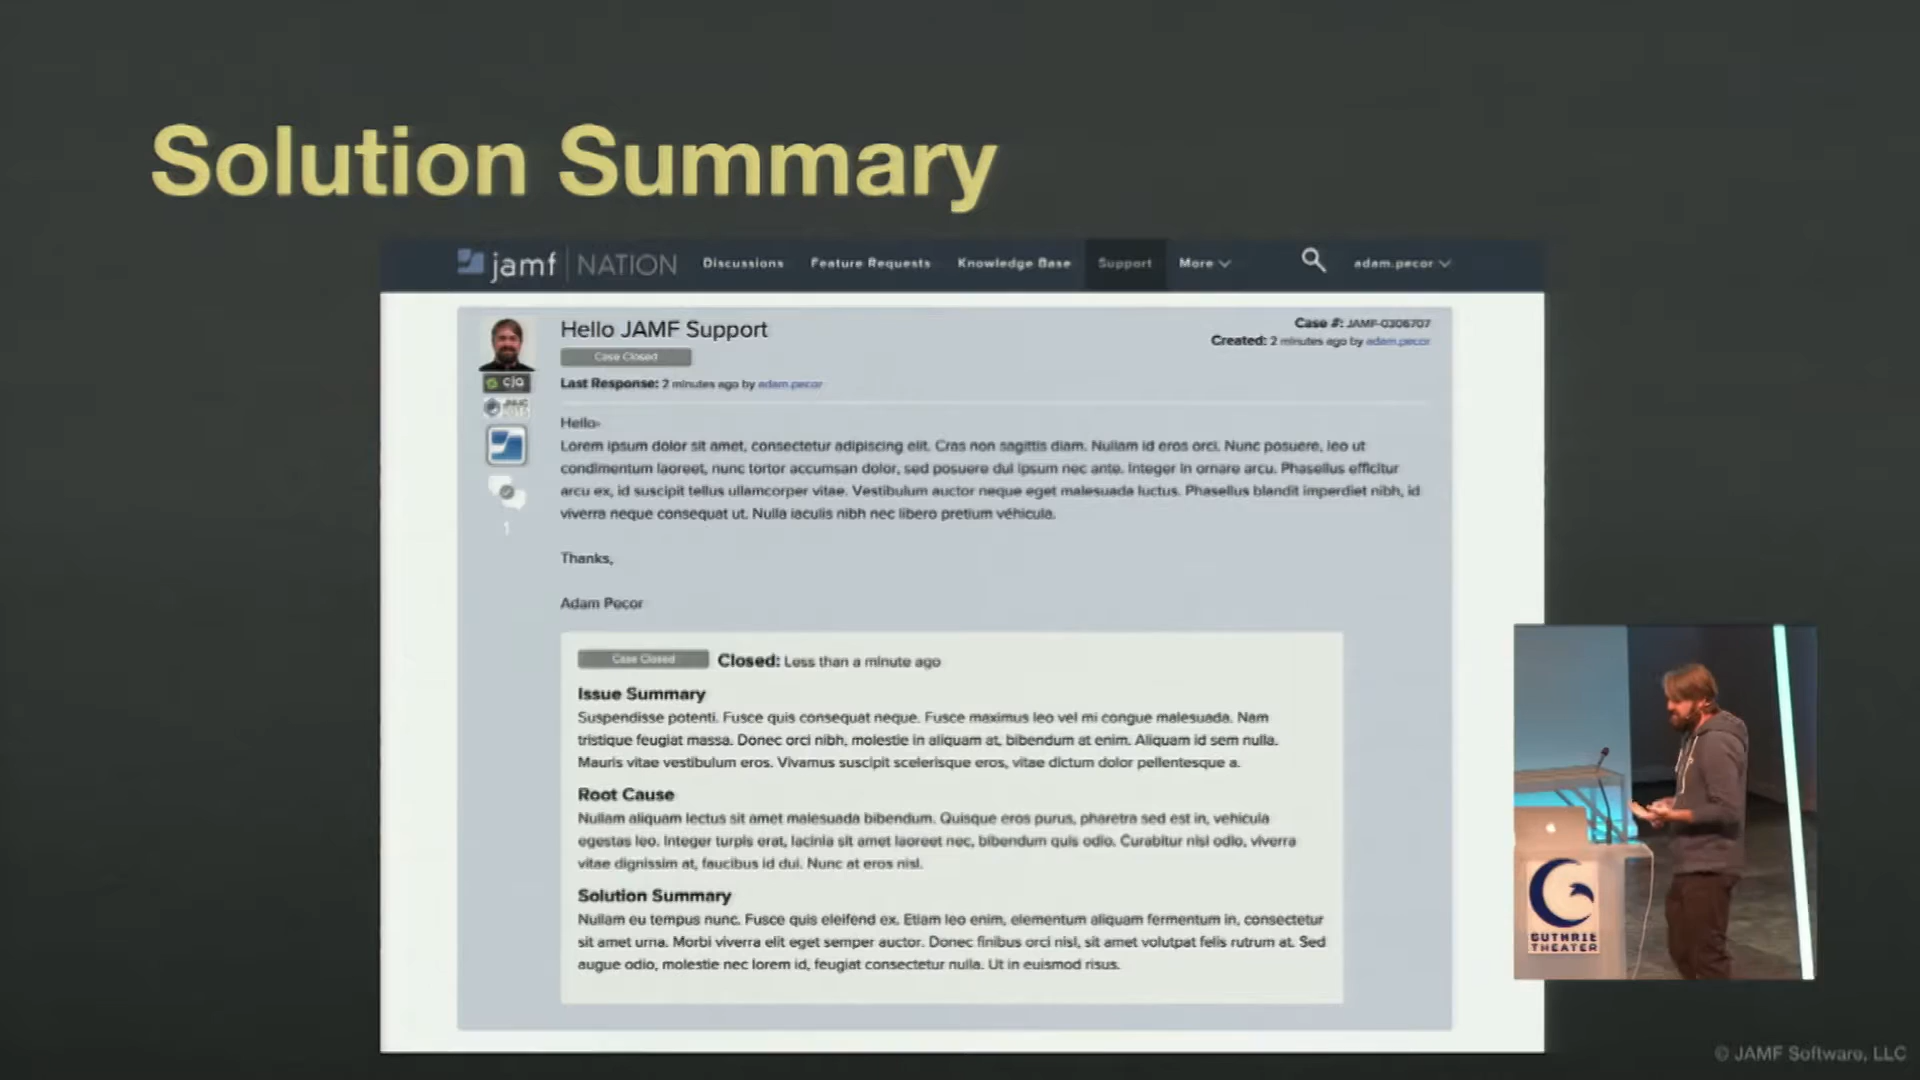 Solution Summary
jamf NATION Discussions Feature Requests Knowledge Base Support More adam.pecor
Hello JAMF Support
Case Closed
Case #: JAMF-0306707
Created: 2 minutes ago by adam.pecor
cja
Last Response: 2 minutes ago by adam.pecor
Hello-
Lorem ipsum dolor sit amet, consectetur adipiscing elit. Cras non sagittis diam. Nullam id eros orci. Nunc posuere, leo ut
condimentum laoreet, nunc tortor accumsan dolor, sed posuere dui ipsum nec ante. Integer in ornare arcu. Phasellus efficitur
arcu ex, id suscipit tellus ullamcorper vitae. Vestibulum auctor neque eget malesuada luctus. Phasellus blandit imperdiet nibh, id
viverra neque consequat ut. Nulla iaculis nibh nec libero pretium vehicula.
1
Thanks,
Adam Pecor
Case Closed Closed: Less than a minute ago
Issue Summary
Suspendisse potenti. Fusce quis consequat neque. Fusce maximus leo vel mi congue malesuada. Nam
tristique feugiat massa. Donec orci nibh, molestie in aliquam at, bibendum at enim. Aliquam id sem nulla.
Mauris vitae vestibulum eros. Vivamus suscipit scelerisque eros, vitae dictum dolor pellentesque a.
Root Cause
Nullam aliquam lectus sit amet malesuada bibendum. Quisque eros purus, pharetra sed est in, vehicula
egestas leo. Integer turpis erat, lacinia sit amet laoreet nec, bibendum quis odio. Curabitur nisl odio, viverra
vitae dignissim at, faucibus id dui. Nunc at eros nisl.
Solution Summary
Nullam eu tempus nunc. Fusce quis eleifend ex. Etiam leo enim, elementum aliquam fermentum in, consectetur
sit amet urna. Morbi viverra elit eget semper auctor. Donec finibus orci nisl, sit amet volutpat felis rutrum at. Sed
augue odio, molestie nec lorem id, feugiat consectetur nulla. Ut in euismod risus.
GUTHRIE
THEATER
© JAMF Software, LLC